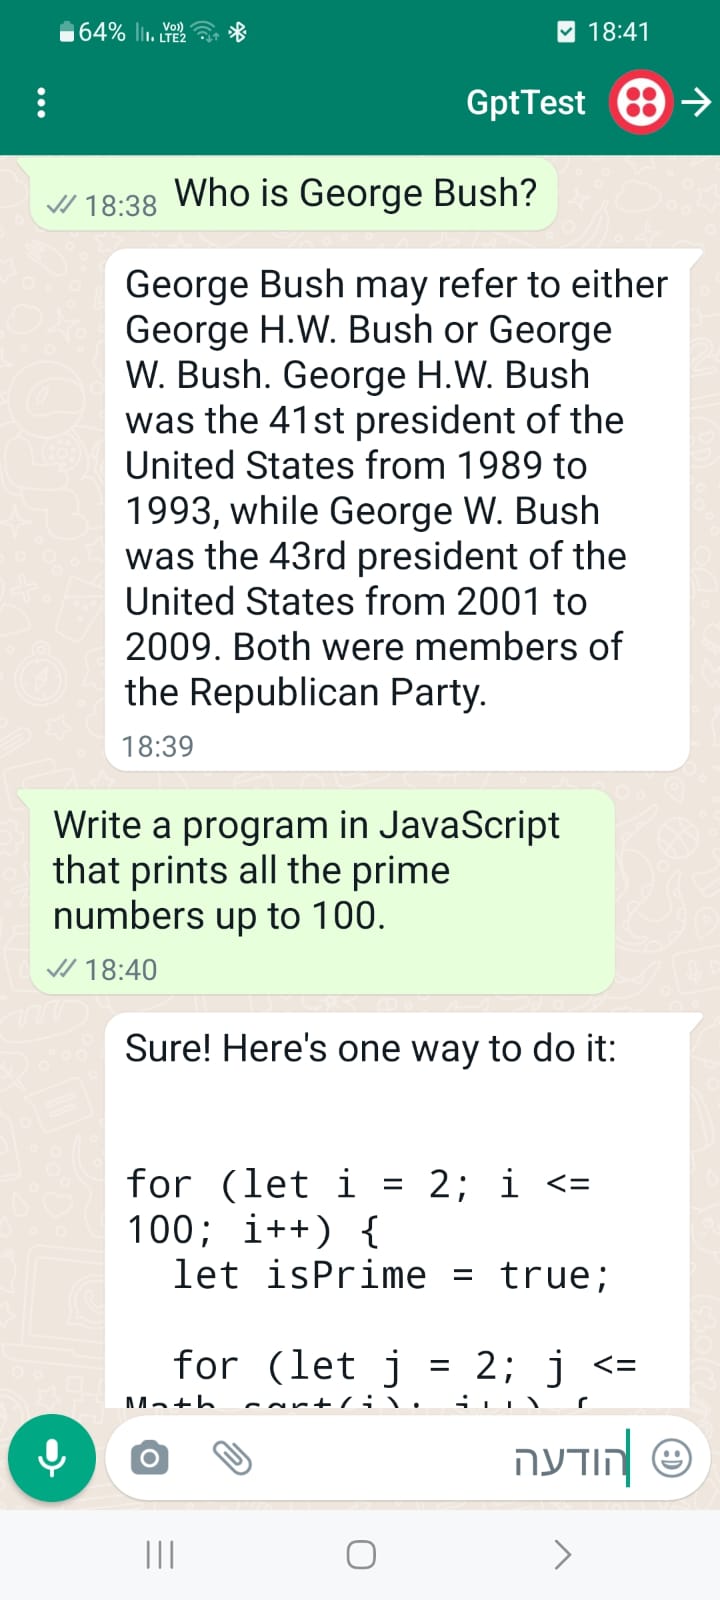 64% Vo)) LTE2 18:41
GptTest
Who is George Bush?
18:38
George Bush may refer to either
George H.W. Bush or George
W. Bush. George H.W. Bush
was the 41st president of the
United States from 1989 to
1993, while George W. Bush
was the 43rd president of the
United States from 2001 to
2009. Both were members of
the Republican Party.
18:39
Write a program in JavaScript
that prints all the prime
numbers up to 100.
18:40
Sure! Here's one way to do it:
for (let i = 2; i <=
100; i++) {
let isPrime = true;
for (let j = 2; j <=
Math.sqrt(i); j++) {
הודעה